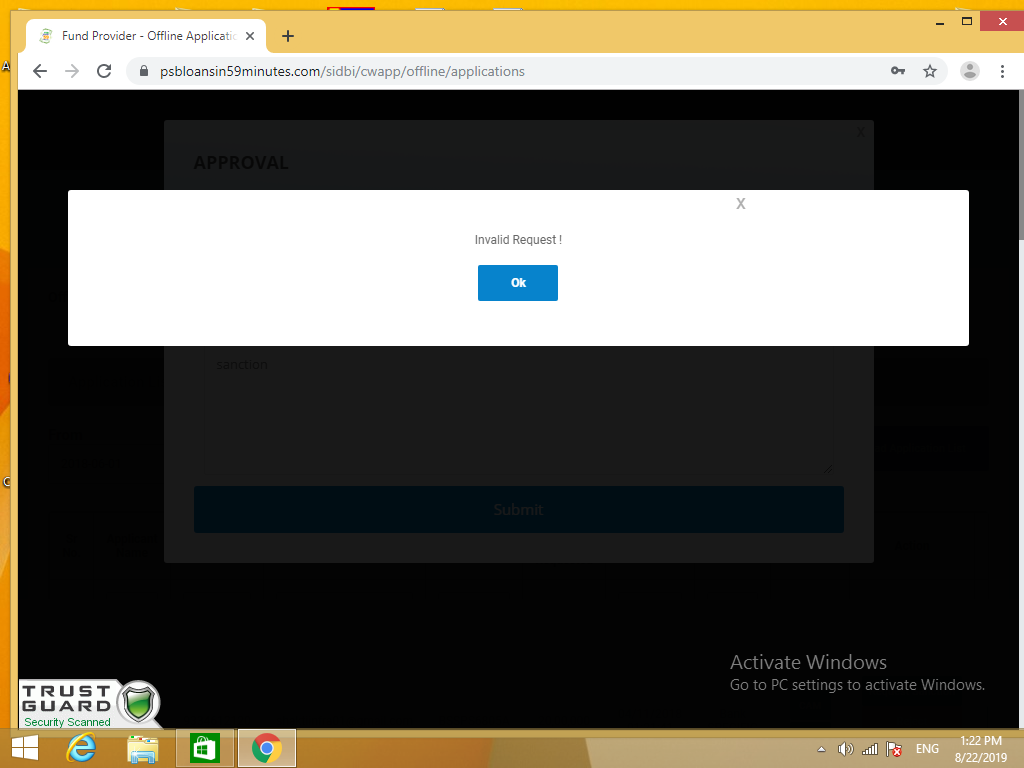 Fund Provider - Offline Applicatio
psbloansin59minutes.com/sidbi/cwapp/offline/applications
X
APPROVAL
X
Invalid Request !
Ok
sanction
Submit
Activate Windows
Go to PC settings to activate Windows.
TRUST
GUARD
Security Scanned
ENG
1:22 PM
8/22/2019